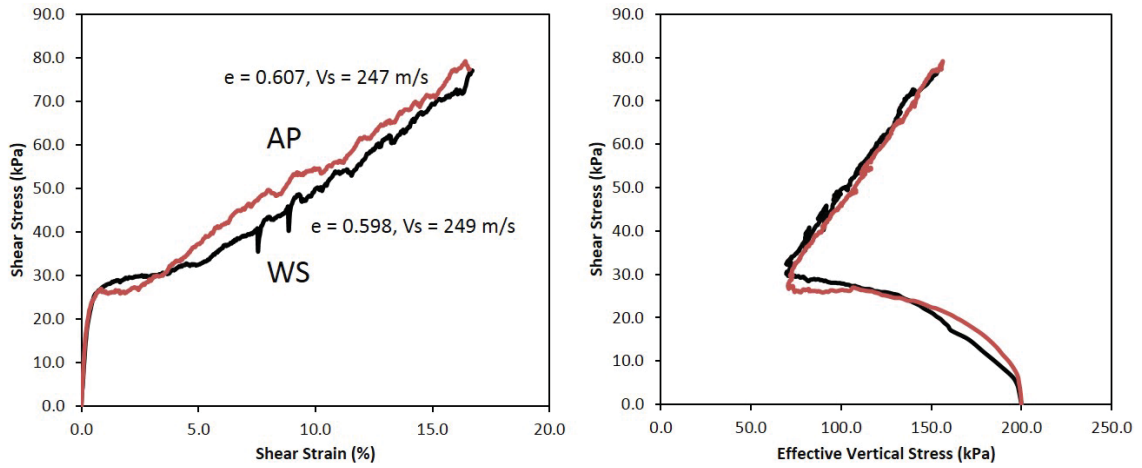 90.0
80.0
70.0
60.0
50.0
40.0
30.0
20.0
10.0
0.0
Shear Stress (kPa)
0.0 5.0 10.0 15.0 20.0
Shear Strain (%)
e = 0.607, Vs = 247 m/s
AP
e = 0.598, Vs = 249 m/s
WS
90.0
80.0
70.0
60.0
50.0
40.0
30.0
20.0
10.0
0.0
Shear Stress (kPa)
0.0 50.0 100.0 150.0 200.0 250.0
Effective Vertical Stress (kPa)